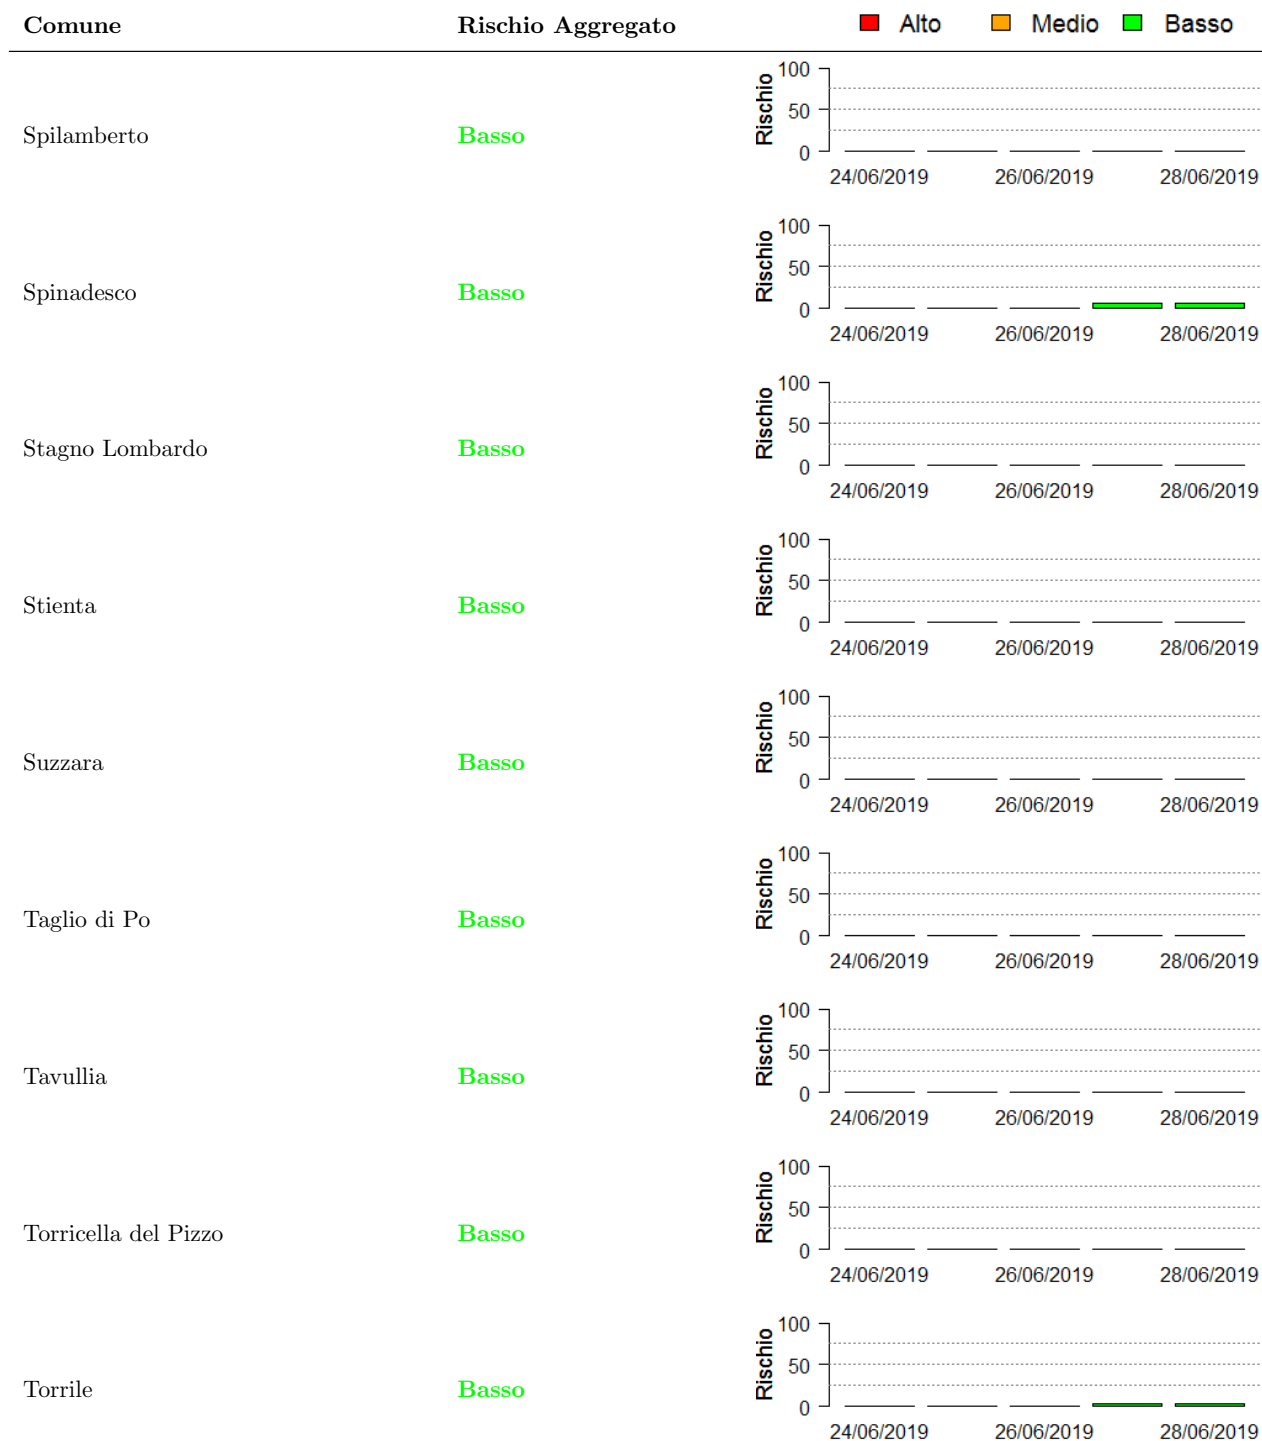 Comune Rischio Aggregato Alto Medio Basso
100
50
0
Rischio
Spilamberto Basso
24/06/2019 26/06/2019 28/06/2019
100
50
0
Rischio
Spinadesco Basso
24/06/2019 26/06/2019 28/06/2019
100
50
0
Rischio
Stagno Lombardo Basso
24/06/2019 26/06/2019 28/06/2019
100
50
0
Rischio
Stienta Basso
24/06/2019 26/06/2019 28/06/2019
100
50
0
Rischio
Suzzara Basso
24/06/2019 26/06/2019 28/06/2019
100
50
0
Rischio
Taglio di Po Basso
24/06/2019 26/06/2019 28/06/2019
100
50
0
Rischio
Tavullia Basso
24/06/2019 26/06/2019 28/06/2019
100
50
0
Rischio
Torricella del Pizzo Basso
24/06/2019 26/06/2019 28/06/2019
100
50
0
Rischio
Torrile Basso
24/06/2019 26/06/2019 28/06/2019